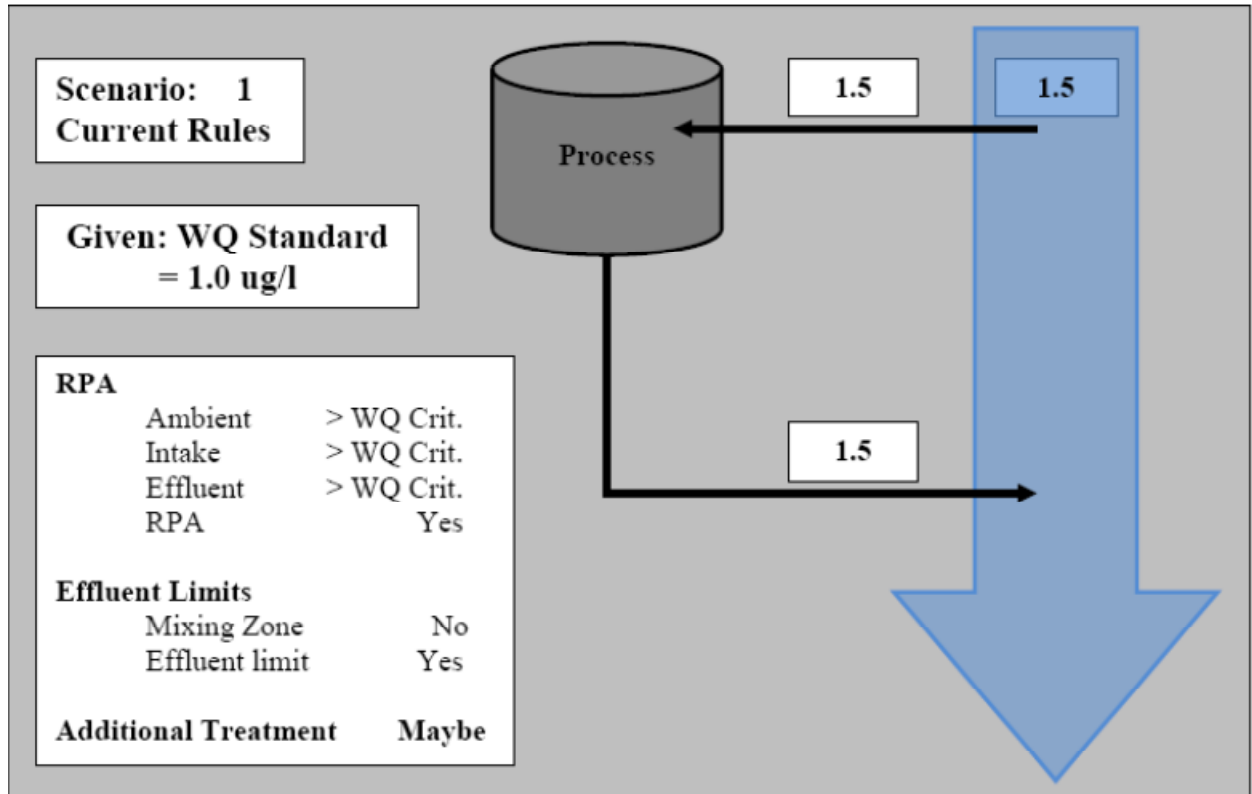 Scenario: 1
Current Rules
Given: WQ Standard
= 1.0 ug/l
Process
1.5
1.5
1.5
RPA
Ambient > WQ Crit.
Intake > WQ Crit.
Effluent > WQ Crit.
RPA Yes
Effluent Limits
Mixing Zone No
Effluent limit Yes
Additional Treatment Maybe